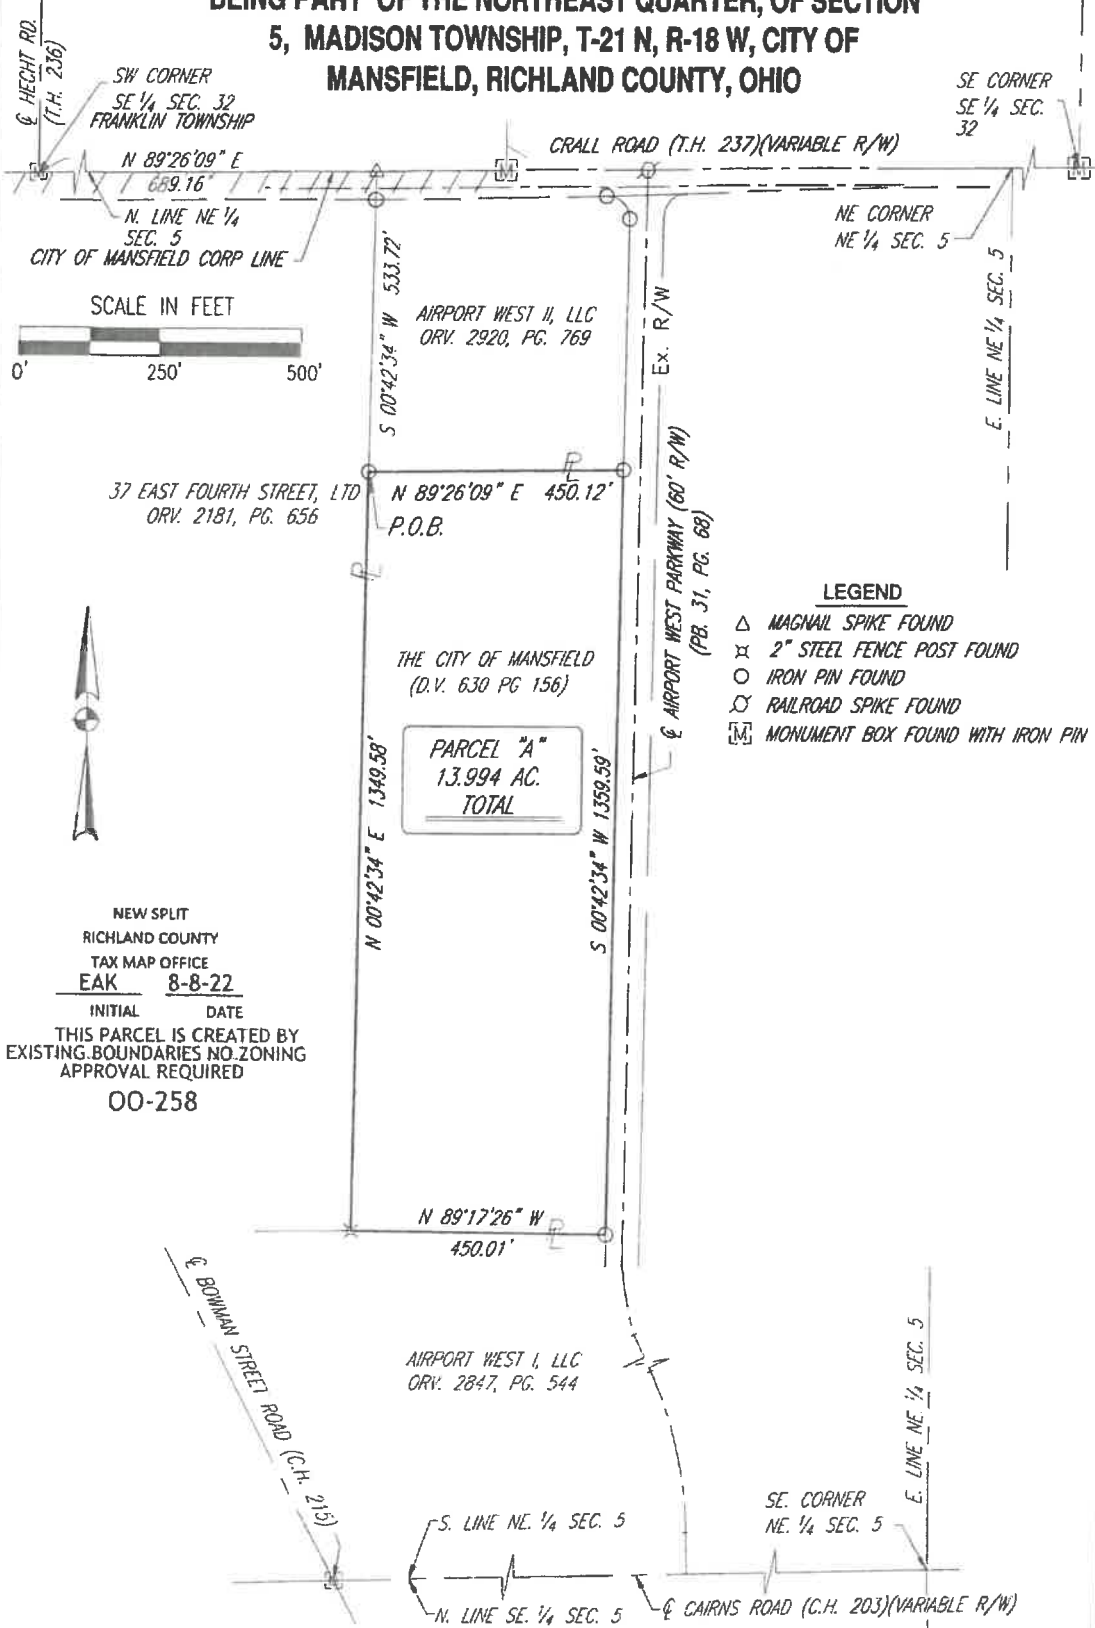 BEING PART OF THE NORTHEAST QUARTER, OF SECTION
5, MADISON TOWNSHIP, T-21 N, R-18 W, CITY OF
MANSFIELD, RICHLAND COUNTY, OHIO
℄ HECHT RD.
(T.H. 236)
SW CORNER
SE ¼ SEC. 32
FRANKLIN TOWNSHIP
SE CORNER
SE ¼ SEC.
32
CRALL ROAD (T.H. 237)(VARIABLE R/W)
N 89°26'09" E
689.16'
M
M
M
N. LINE NE ¼
SEC. 5
CITY OF MANSFIELD CORP LINE
NE CORNER
NE ¼ SEC. 5
E. LINE NE ¼ SEC. 5
SCALE IN FEET
0' 250' 500'
S 00°42'34" W 533.72'
AIRPORT WEST II, LLC
ORV. 2920, PG. 769
Ex. R/W
37 EAST FOURTH STREET, LTD
ORV. 2181, PG. 656
PL
N 89°26'09" E 450.12'
P.O.B.
PL
℄ AIRPORT WEST PARKWAY (60' R/W)
(PB. 31, PG. 68)
LEGEND
MAGNAIL SPIKE FOUND
2" STEEL FENCE POST FOUND
IRON PIN FOUND
RAILROAD SPIKE FOUND
M MONUMENT BOX FOUND WITH IRON PIN
THE CITY OF MANSFIELD
(D.V. 630 PG 156)
PARCEL "A"
13.994 AC.
TOTAL
N 00°42'34" E 1349.58'
S 00°42'34" W 1359.59'
NEW SPLIT
RICHLAND COUNTY
TAX MAP OFFICE
EAK 8-8-22
INITIAL DATE
THIS PARCEL IS CREATED BY
EXISTING.BOUNDARIES NO.ZONING
APPROVAL REQUIRED
OO-258
N 89°17'26" W
450.01'
PL
℄ BOWMAN STREET ROAD (C.H. 215)
AIRPORT WEST I, LLC
ORV. 2847, PG. 544
E. LINE NE. ¼ SEC. 5
SE. CORNER
NE. ¼ SEC. 5
S. LINE NE. ¼ SEC. 5
M
N. LINE SE. ¼ SEC. 5
℄ CAIRNS ROAD (C.H. 203)(VARIABLE R/W)